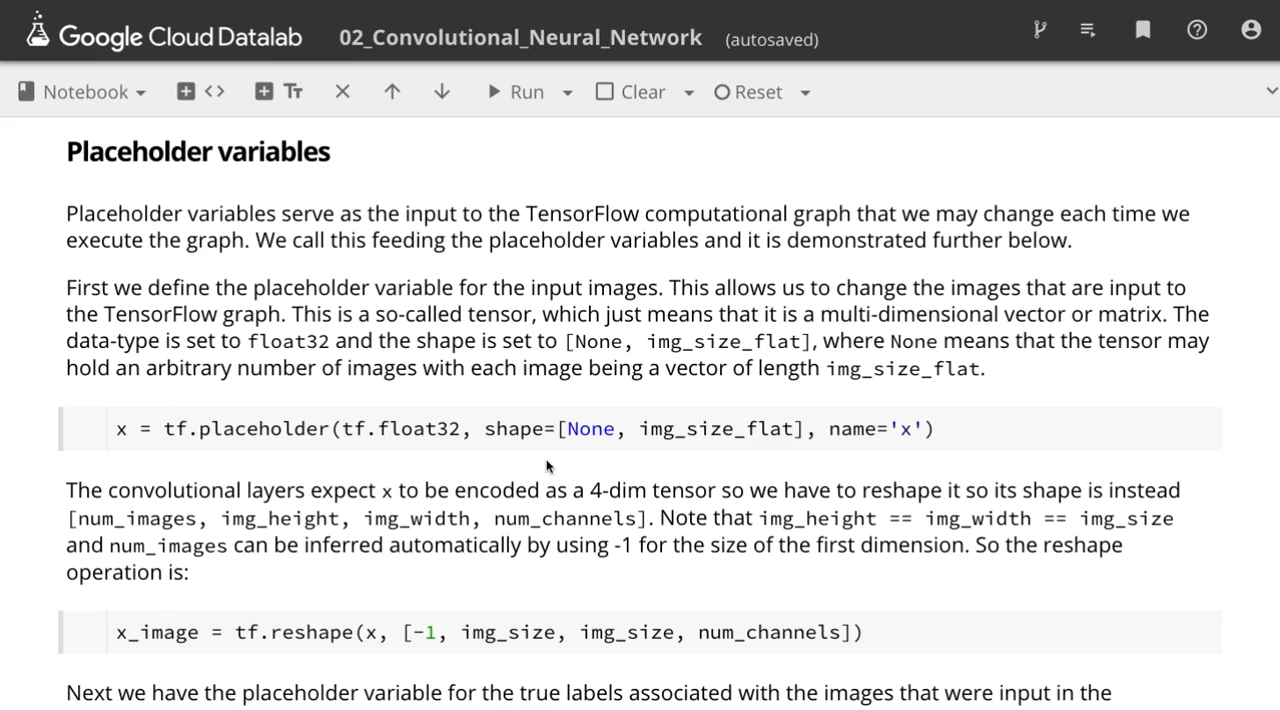 Google Cloud Datalab 02_Convolutional_Neural_Network (autosaved)
Notebook <> Tт Run Clear Reset
Placeholder variables
Placeholder variables serve as the input to the TensorFlow computational graph that we may change each time we
execute the graph. We call this feeding the placeholder variables and it is demonstrated further below.
First we define the placeholder variable for the input images. This allows us to change the images that are input to
the TensorFlow graph. This is a so-called tensor, which just means that it is a multi-dimensional vector or matrix. The
data-type is set to float32 and the shape is set to [None, img_size_flat], where None means that the tensor may
hold an arbitrary number of images with each image being a vector of length img_size_flat.
x = tf.placeholder(tf.float32, shape=[None, img_size_flat], name='x')
The convolutional layers expect x to be encoded as a 4-dim tensor so we have to reshape it so its shape is instead
[num_images, img_height, img_width, num_channels]. Note that img_height == img_width == img_size
and num_images can be inferred automatically by using -1 for the size of the first dimension. So the reshape
operation is:
x_image = tf.reshape(x, [-1, img_size, img_size, num_channels])
Next we have the placeholder variable for the true labels associated with the images that were input in the